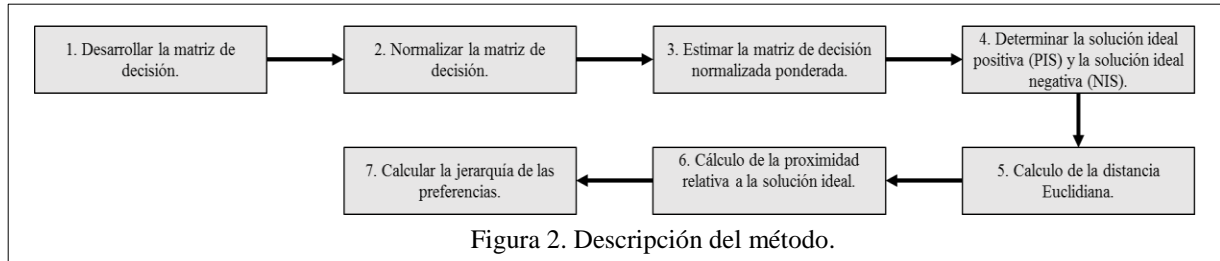 1. Desarrollar la matriz de
decisión.
2. Normalizar la matriz de
decisión.
3. Estimar la matriz de decisión
normalizada ponderada.
4. Determinar la solución ideal
positiva (PIS) y la solución ideal
negativa (NIS).
5. Calculo de la distancia
Euclidiana.
6. Cálculo de la proximidad
relativa a la solución ideal.
7. Calcular la jerarquía de las
preferencias.
Figura 2. Descripción del método.